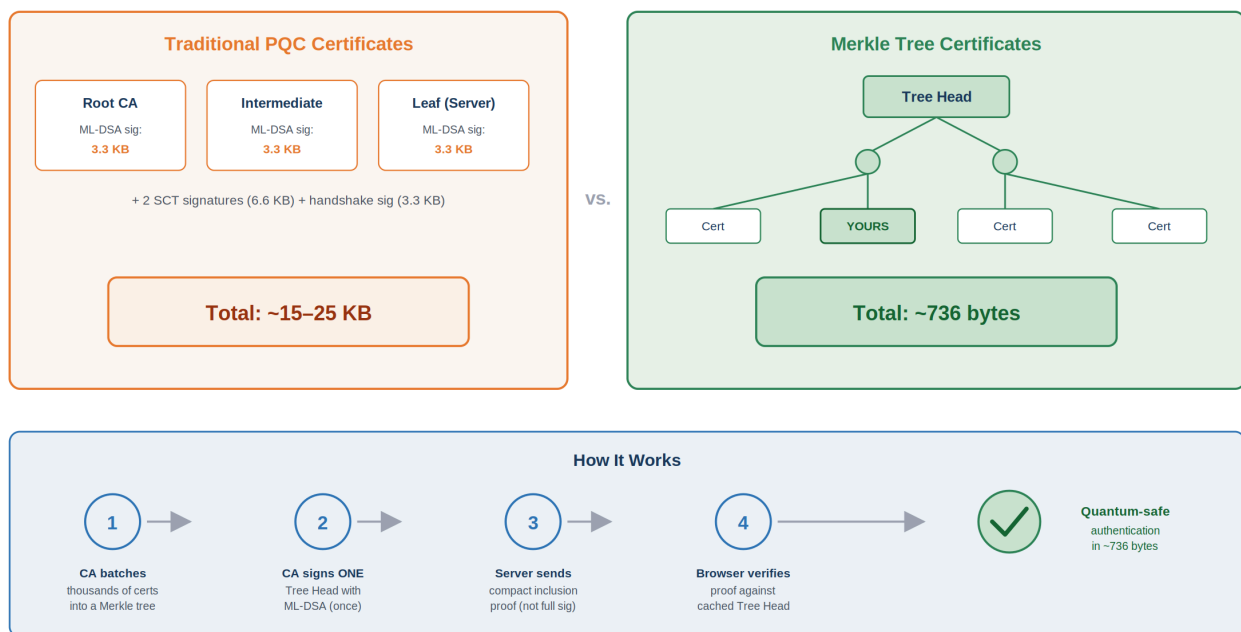 Traditional PQC Certificates
Root CA
ML-DSA sig:
3.3 KB
Intermediate
ML-DSA sig:
3.3 KB
Leaf (Server)
ML-DSA sig:
3.3 KB
+ 2 SCT signatures (6.6 KB) + handshake sig (3.3 KB)
Total: ~15–25 KB
vs.
Merkle Tree Certificates
Tree Head
Cert
YOURS
Cert
Cert
Total: ~736 bytes
How It Works
1
CA batches
thousands of certs
into a Merkle tree
2
CA signs ONE
Tree Head with
ML-DSA (once)
3
Server sends
compact inclusion
proof (not full sig)
4
Browser verifies
proof against
cached Tree Head
Quantum-safe
authentication
in ~736 bytes